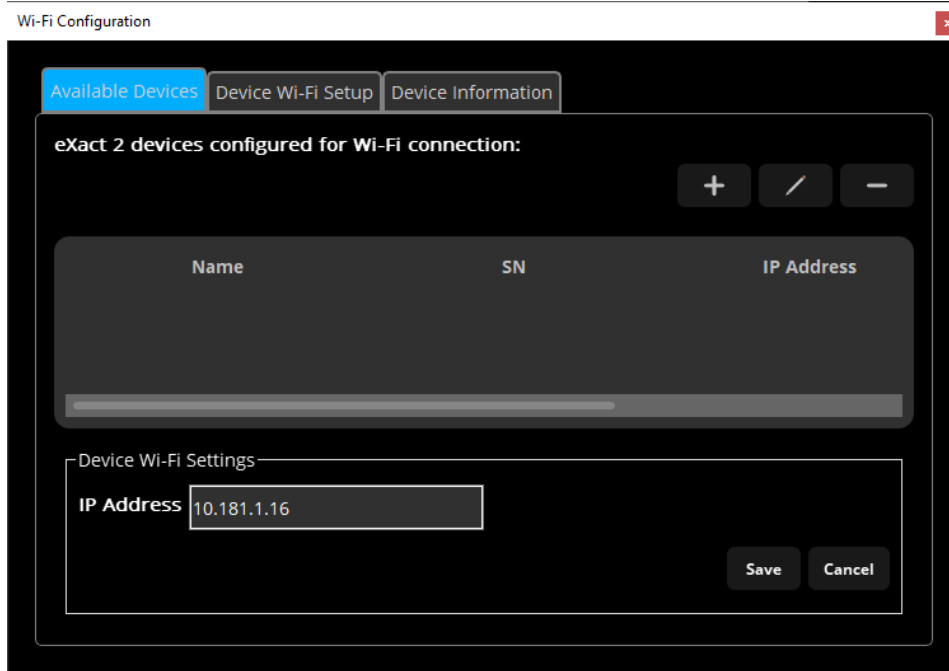 Wi-Fi Configuration
Available Devices Device Wi-Fi Setup Device Information
eXact 2 devices configured for Wi-Fi connection:
Name SN IP Address
Device Wi-Fi Settings
IP Address 10.181.1.16
Save Cancel